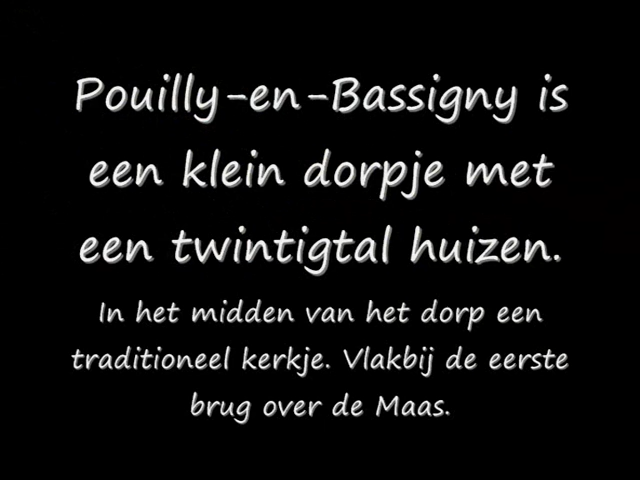 Pouilly-en-Bassigny is
een klein dorpje met
een twintigtal huizen.
In het midden van het dorp een
traditioneel kerkje. Vlakbij de eerste
brug over de Maas.